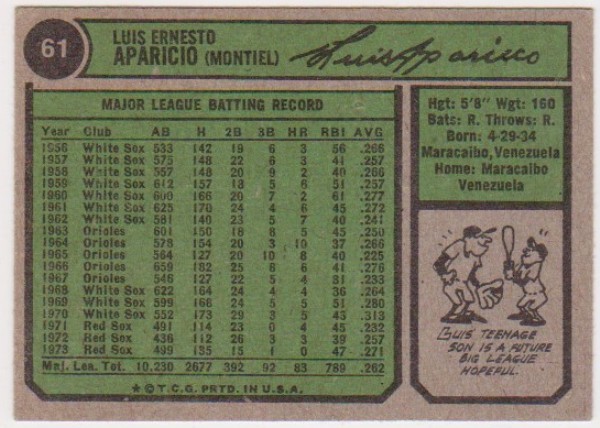 61
LUIS ERNESTO
APARICIO (MONTIEL)
Luis Aparicio
MAJOR LEAGUE BATTING RECORD
Year Club AB H 2B 3B HR RBI AVG
1956 White Sox 533 142 19 6 3 56 .266
1957 White Sox 575 148 22 6 3 41 .257
1958 White Sox 557 148 20 9 2 40 .266
1959 White Sox 612 157 18 5 6 51 .257
1960 White Sox 600 166 20 7 2 61 .277
1961 White Sox 625 170 24 4 6 45 .272
1962 White Sox 581 140 23 5 7 40 .241
1963 Orioles 601 150 18 8 5 45 .250
1964 Orioles 578 154 20 3 10 37 .266
1965 Orioles 564 127 20 10 8 40 .225
1966 Orioles 659 182 25 8 6 41 .276
1967 Orioles 546 127 22 5 4 31 .233
1968 White Sox 622 164 24 4 4 36 .264
1969 White Sox 599 168 24 5 5 51 .280
1970 White Sox 552 173 29 3 5 43 .313
1971 Red Sox 491 114 23 0 4 45 .232
1972 Red Sox 436 112 26 3 3 39 .257
1973 Red Sox 499 135 15 1 0 47 .271
Maj. Lea. Tot. 10,230 2677 392 92 83 789 .262
★ © T.C.G. PRTD. IN U.S.A.
Hgt: 5'8" Wgt: 160
Bats: R. Throws: R.
Born: 4-29-34
Maracaibo, Venezuela
Home: Maracaibo
Venezuela
LUIS TEENAGE
SON IS A FUTURE
BIG LEAGUE
HOPEFUL.